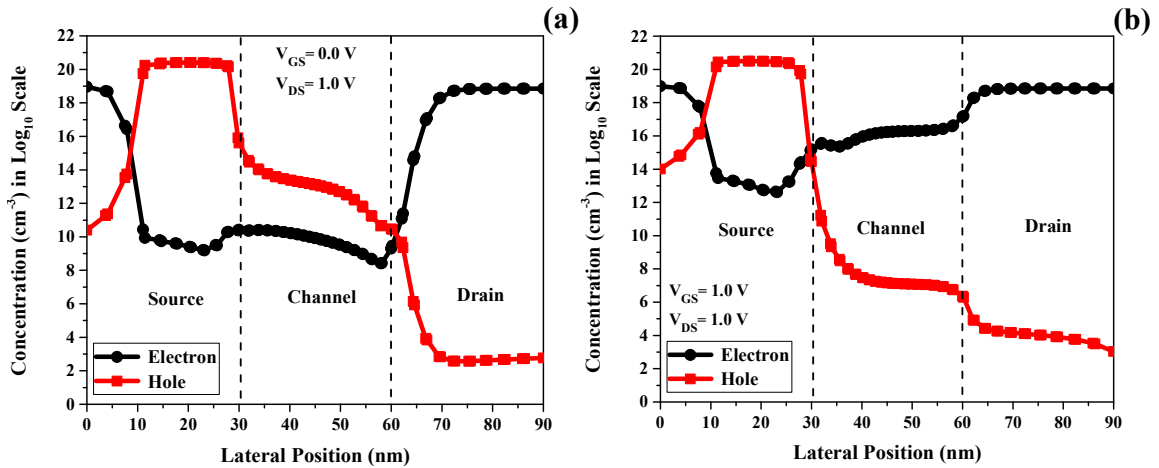 (a)
Concentration (cm⁻³) in Log₁₀ Scale
22
20
18
16
14
12
10
8
6
4
2
0
V_GS= 0.0 V
V_DS= 1.0 V
Source
Channel
Drain
Electron
Hole
0 10 20 30 40 50 60 70 80 90
Lateral Position (nm)
(b)
Concentration (cm⁻³) in Log₁₀ Scale
22
20
18
16
14
12
10
8
6
4
2
0
Source
Channel
Drain
V_GS= 1.0 V
V_DS= 1.0 V
Electron
Hole
0 10 20 30 40 50 60 70 80 90
Lateral Position (nm)